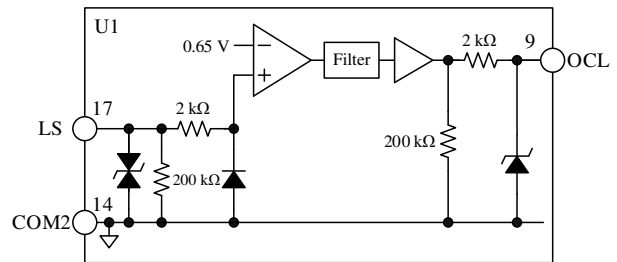 U1
0.65 V
−
+
Filter
2 kΩ
9
OCL
17
LS
2 kΩ
200 kΩ
200 kΩ
14
COM2